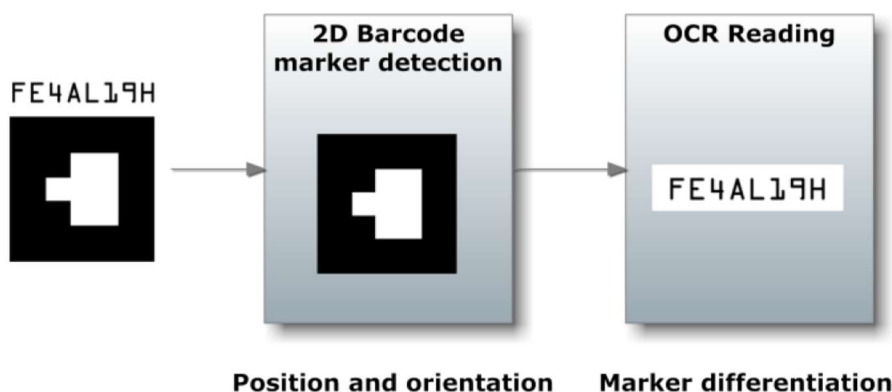 FE4AL19H
2D Barcode
marker detection
OCR Reading
FE4AL19H
Position and orientation
Marker differentiation